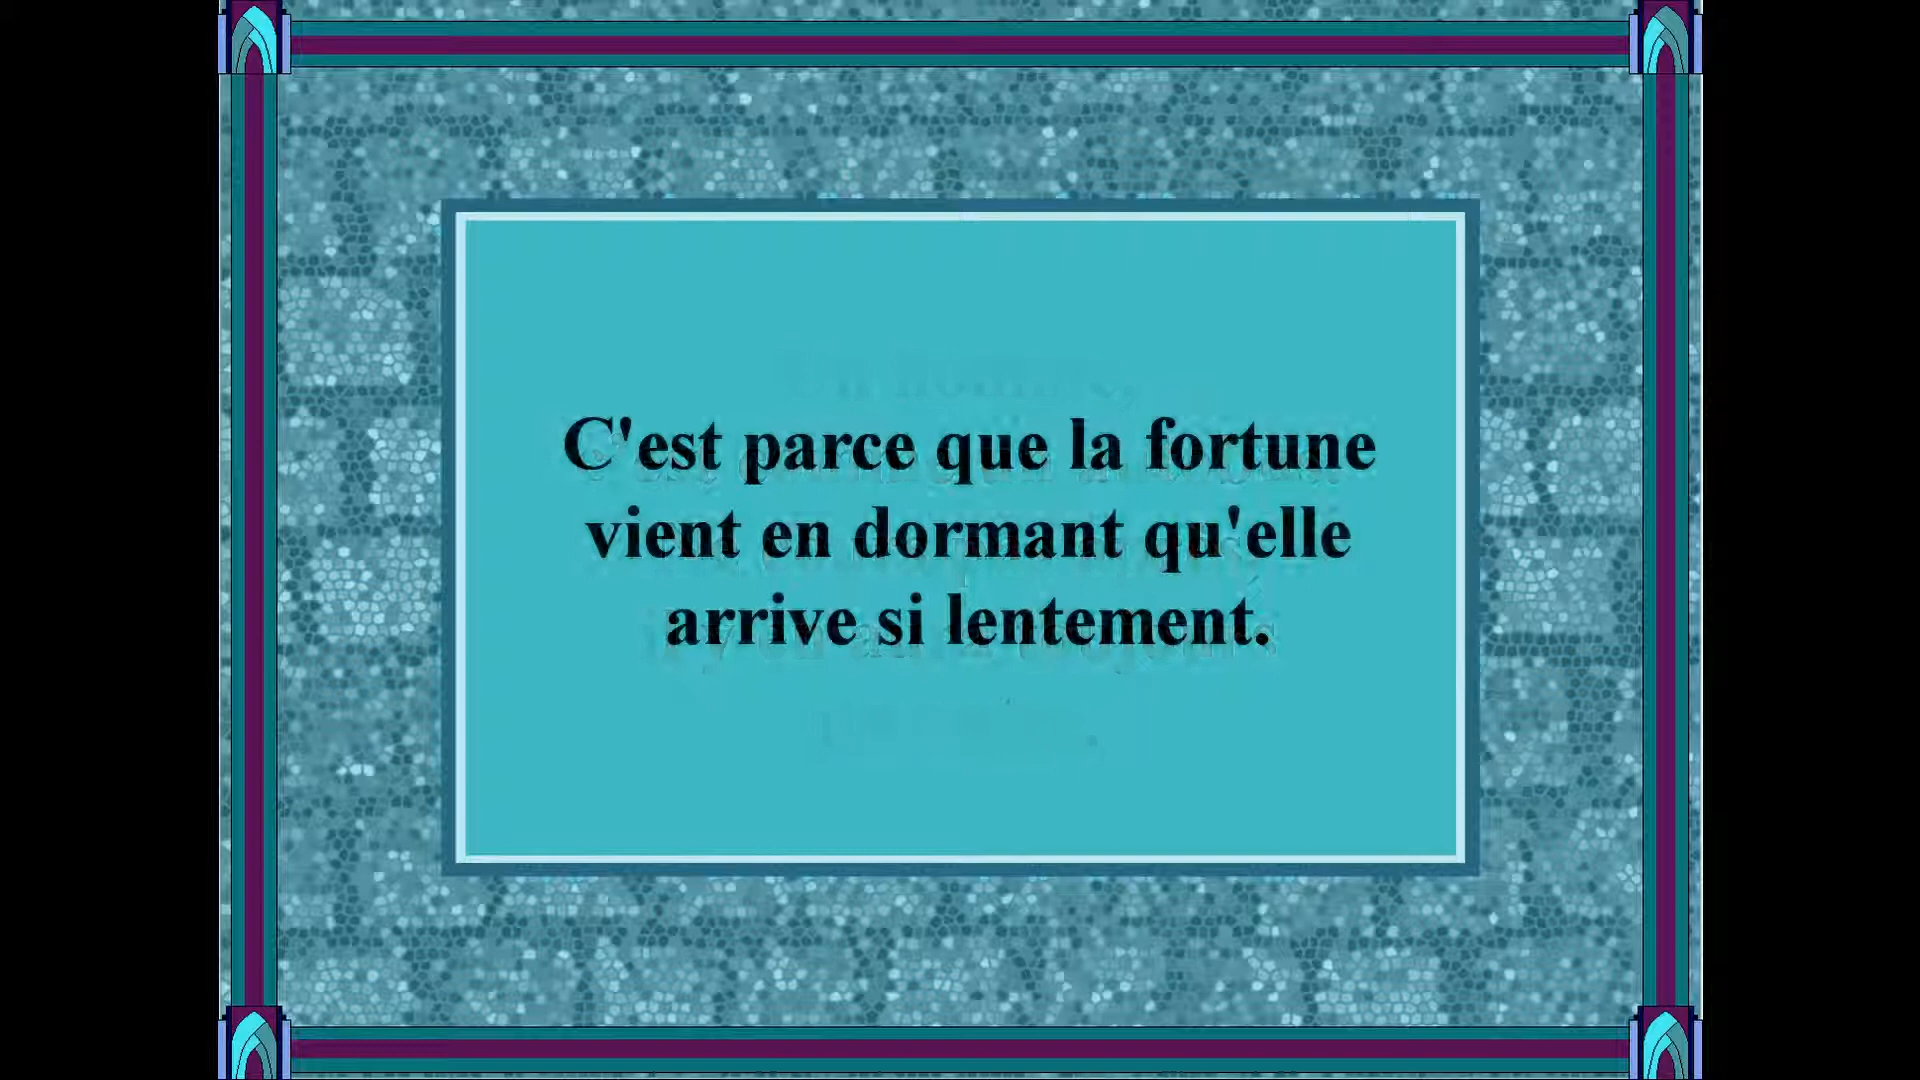 C'est parce que la fortune
vient en dormant qu'elle
arrive si lentement.